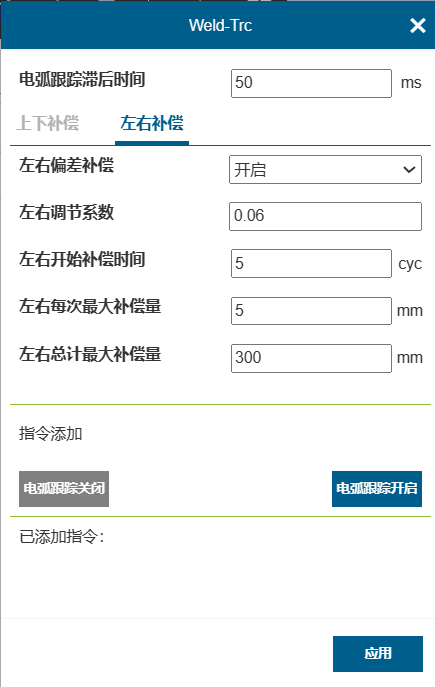 Weld-Trc
电弧跟踪滞后时间 50 ms
上下补偿 左右补偿
左右偏差补偿 开启
左右调节系数 0.06
左右开始补偿时间 5 cyc
左右每次最大补偿量 5 mm
左右总计最大补偿量 300 mm
指令添加
电弧跟踪关闭 电弧跟踪开启
已添加指令：
应用